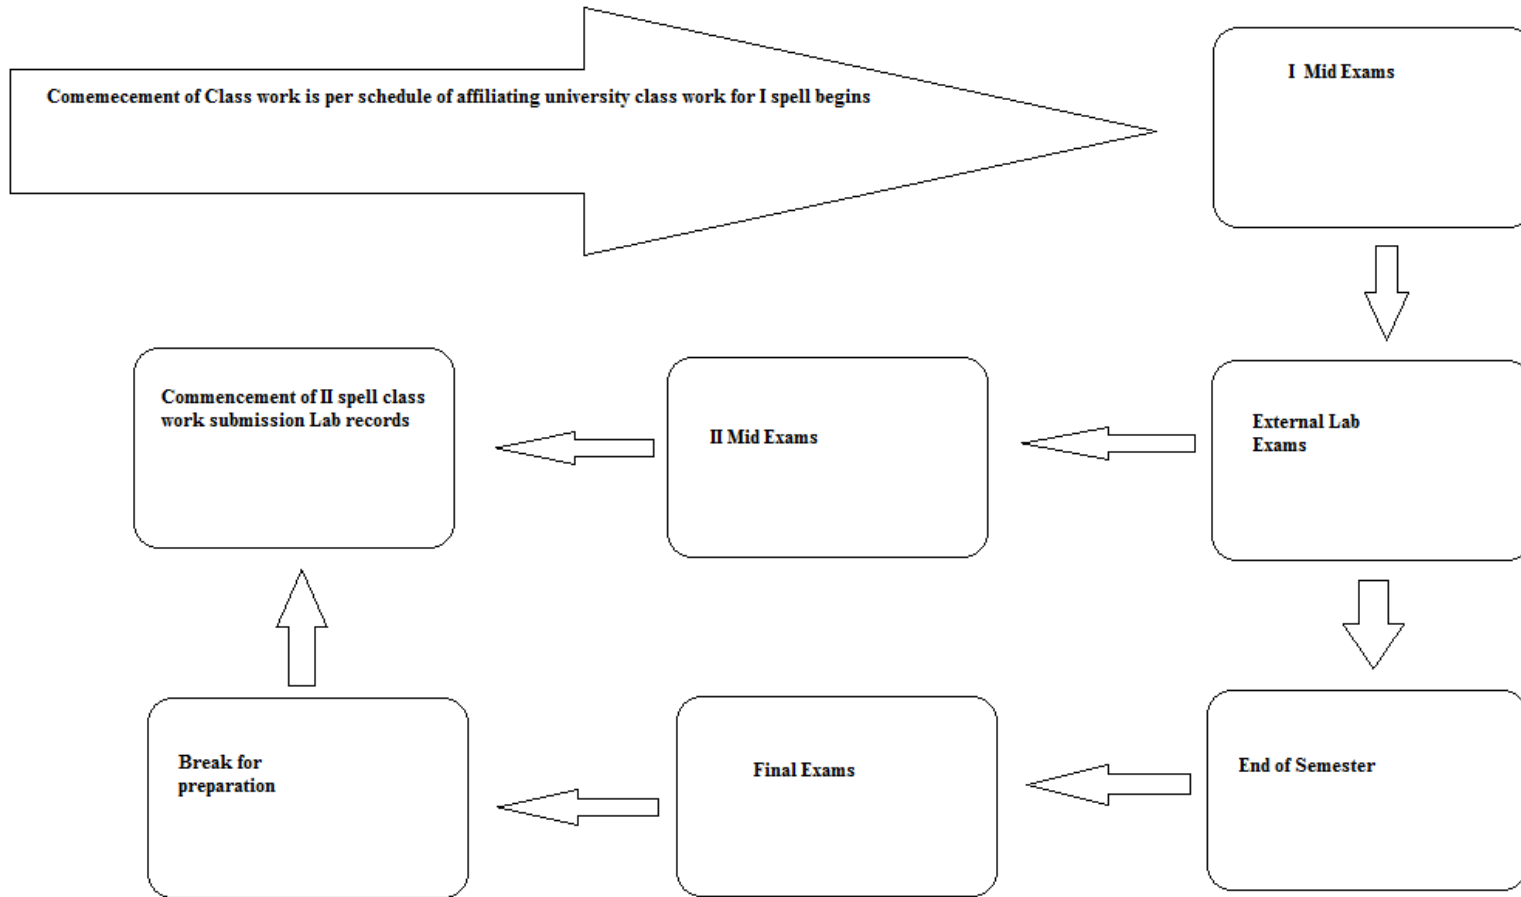 Comemecement of Class work is per schedule of affiliating university class work for I spell begins
I Mid Exams
Commencement of II spell class
work submission Lab records
II Mid Exams
External Lab
Exams
Break for
preparation
Final Exams
End of Semester